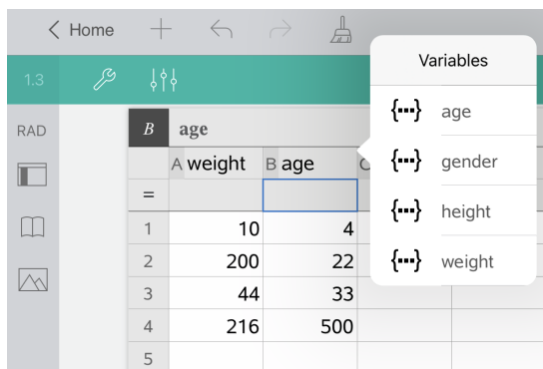 Home
Variables
1.3
RAD
B age
A weight B age C
=
1 10 4
2 200 22
3 44 33
4 216 500
5
{···} age
{···} gender
{···} height
{···} weight